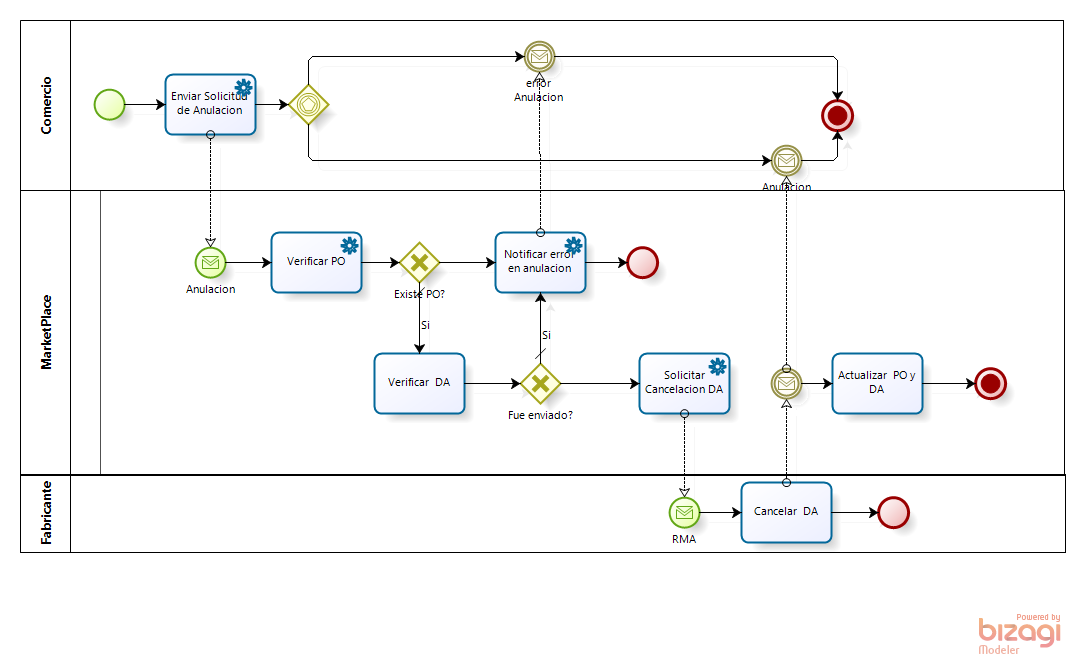 Comercio
Enviar Solicitud
de Anulacion
error
Anulacion
Anulacion
MarketPlace
Anulacion
Verificar PO
Existe PO?
Si
Notificar error
en anulacion
Si
Verificar DA
Fue enviado?
Solicitar
Cancelacion DA
Actualizar PO y
DA
Fabricante
RMA
Cancelar DA
Powered by
bizagi
Modeler